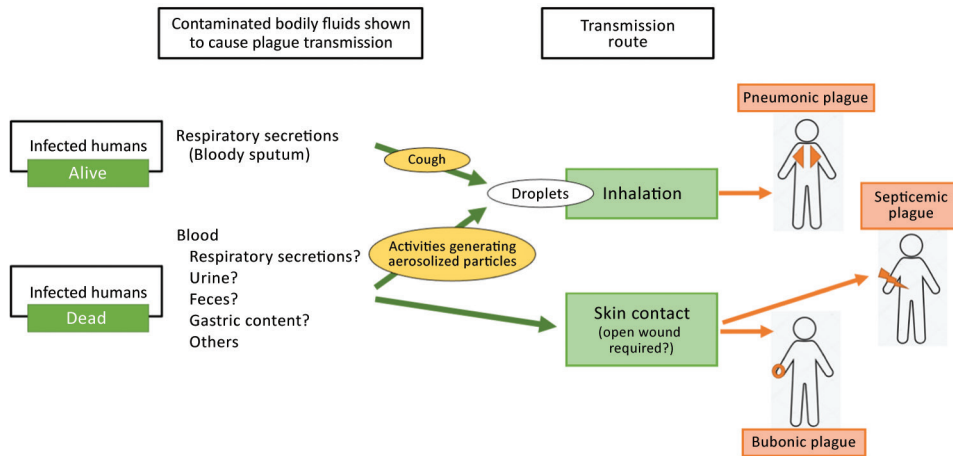 Contaminated bodily fluids shown
to cause plague transmission
Transmission
route
Pneumonic plague
Infected humans
Alive
Respiratory secretions
(Bloody sputum)
Cough
Droplets
Inhalation
Septicemic
plague
Blood
Respiratory secretions?
Urine?
Feces?
Gastric content?
Others
Activities generating
aerosolized particles
Infected humans
Dead
Skin contact
(open wound
required?)
Bubonic plague